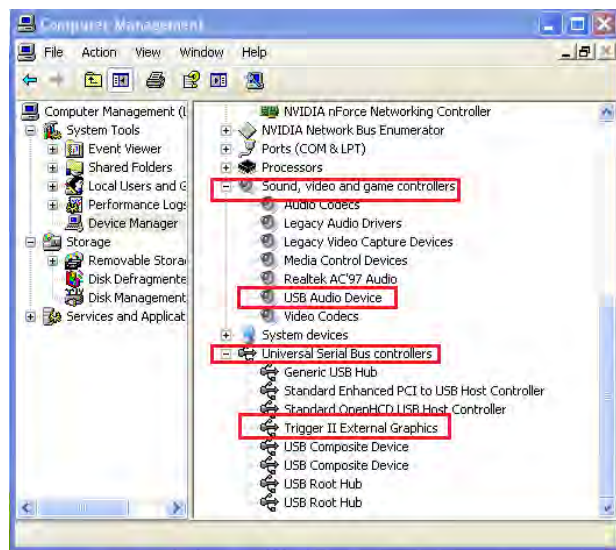 Computer Management
File Action View Window Help
Computer Management (L
System Tools
Event Viewer
Shared Folders
Local Users and G
Performance Logs
Device Manager
Storage
Removable Stora
Disk Defragmente
Disk Management
Services and Applicat
NVIDIA nForce Networking Controller
NVIDIA Network Bus Enumerator
Ports (COM & LPT)
Processors
Sound, video and game controllers
Audio Codecs
Legacy Audio Drivers
Legacy Video Capture Devices
Media Control Devices
Realtek AC'97 Audio
USB Audio Device
Video Codecs
System devices
Universal Serial Bus controllers
Generic USB Hub
Standard Enhanced PCI to USB Host Controller
Standard OpenHCD USB Host Controller
Trigger II External Graphics
USB Composite Device
USB Composite Device
USB Root Hub
USB Root Hub